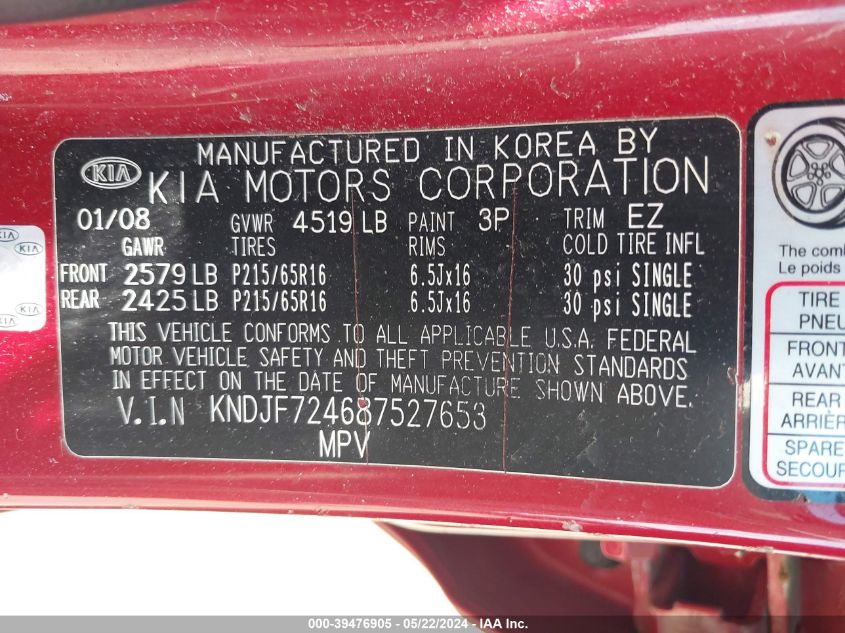 MANUFACTURED IN KOREA BY
KIA KIA MOTORS CORPORATION
01/08 GVWR 4519 LB PAINT 3P TRIM EZ
GAWR TIRES RIMS COLD TIRE INFL
FRONT 2579 LB P215/65R16 6.5Jx16 30 psi SINGLE
REAR 2425 LB P215/65R16 6.5Jx16 30 psi SINGLE
THIS VEHICLE CONFORMS TO ALL APPLICABLE U.S.A. FEDERAL
MOTOR VEHICLE SAFETY AND THEFT PREVENTION STANDARDS
IN EFFECT ON THE DATE OF MANUFACTURE SHOWN ABOVE.
V.I.N KNDJF724687527653
MPV
KIA
KIA
KIA
KIA
The comb
Le poids
TIRE
PNEU
FRONT
AVANT
REAR
ARRIÈR
SPARE
SECOUR
000-39476905 - 05/22/2024 - IAA Inc.